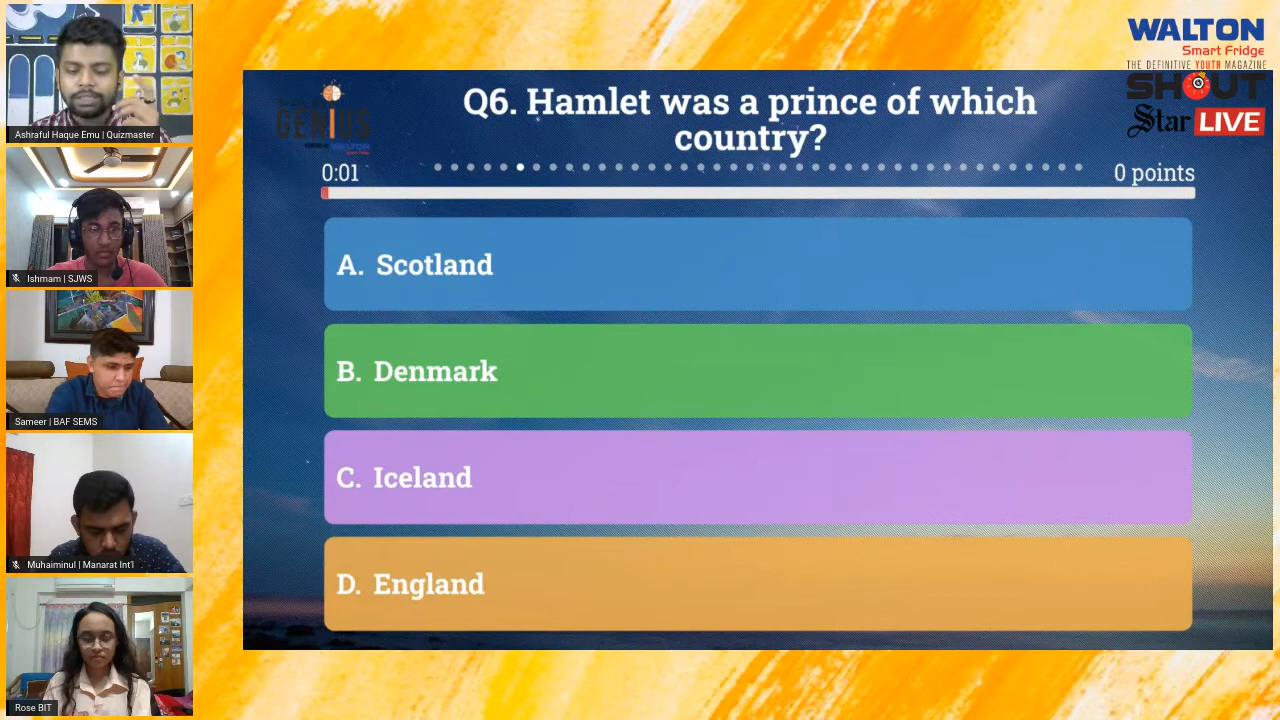 Ashraful Haque Emu | Quizmaster
Ishmam | SJWS
Sameer | BAF SEMS
Muhaiminul | Manarat Int'l
Rose BIT
GENIUS
WALTON
Q6. Hamlet was a prince of which
country?
0:01
0 points
A. Scotland
B. Denmark
C. Iceland
D. England
WALTON
Smart Fridge
THE DEFINITIVE YOUTH MAGAZINE
SHOUT
Star LIVE